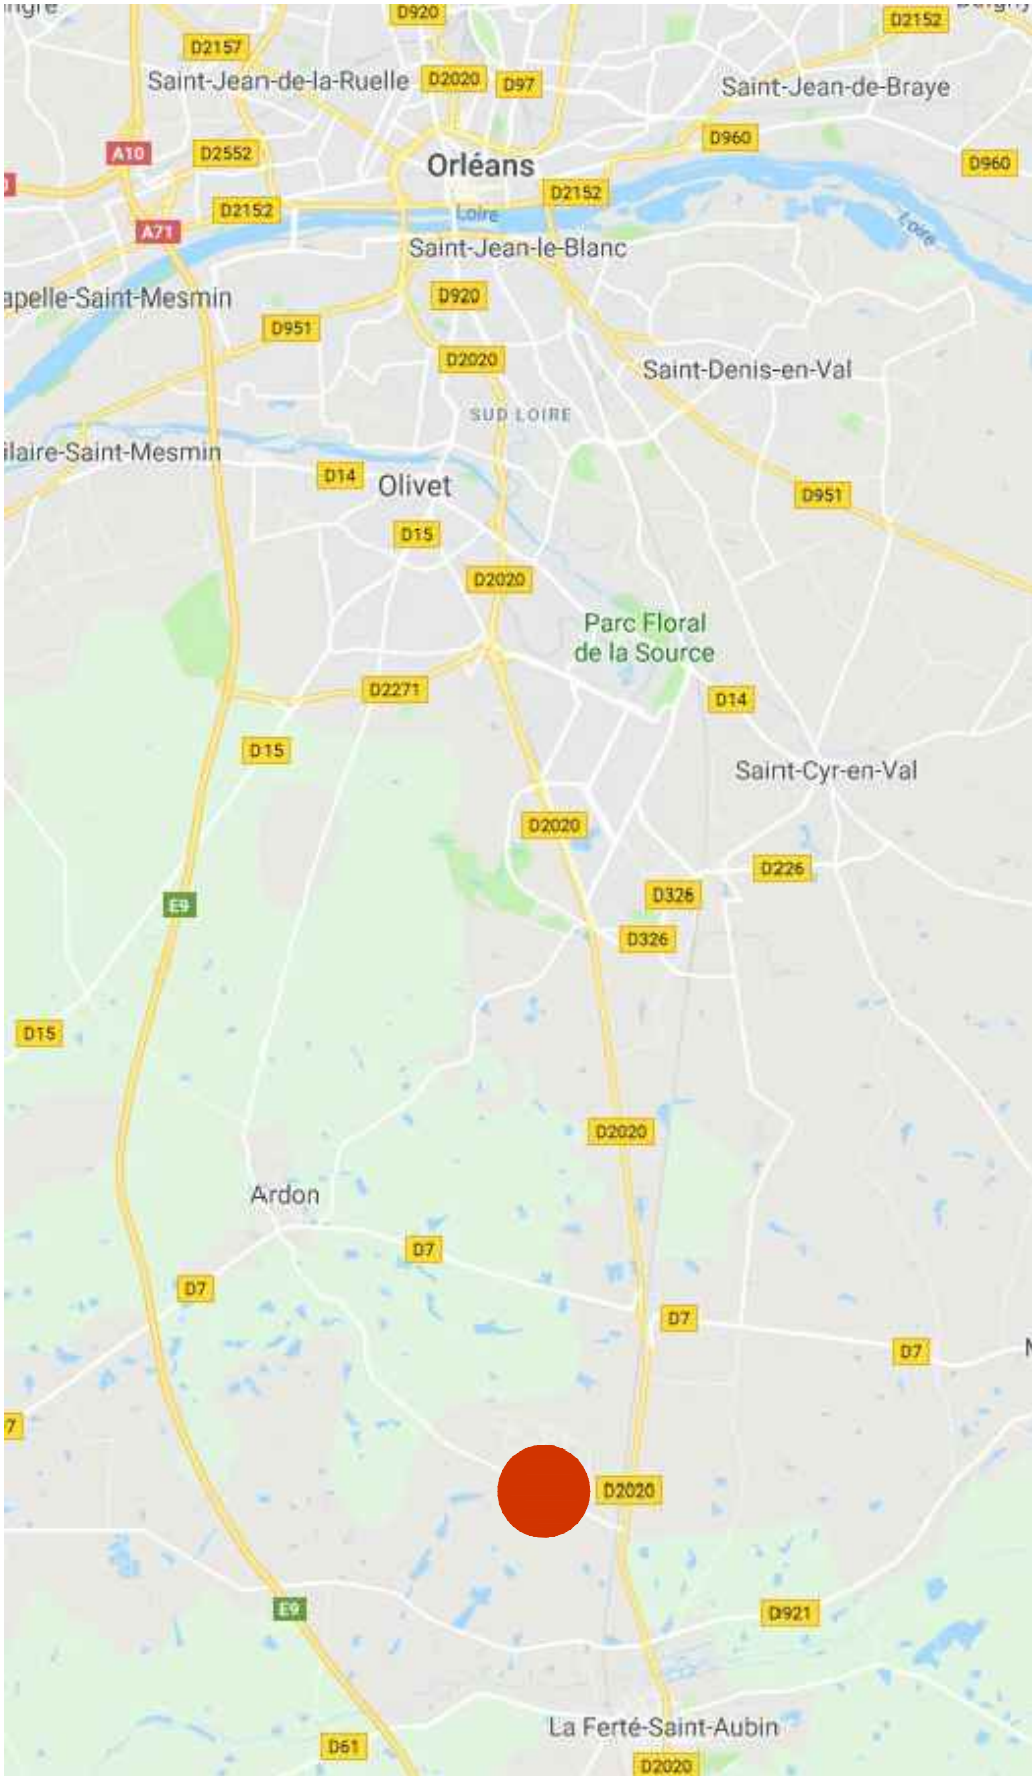 D920
D2152
D2157
Saint-Jean-de-la-Ruelle
D2020
D97
Saint-Jean-de-Braye
D960
A10
D2552
Orléans
D960
D2152
D2152
Loire
Loire
A71
Saint-Jean-le-Blanc
apelle-Saint-Mesmin
D920
D951
D2020
Saint-Denis-en-Val
SUD LOIRE
ilaire-Saint-Mesmin
D14
Olivet
D951
D15
D2020
Parc Floral
de la Source
D2271
D14
D15
Saint-Cyr-en-Val
D2020
D226
D326
E9
D326
D15
D2020
Ardon
D7
D7
D7
D7
7
D2020
E9
D921
La Ferté-Saint-Aubin
D61
D2020